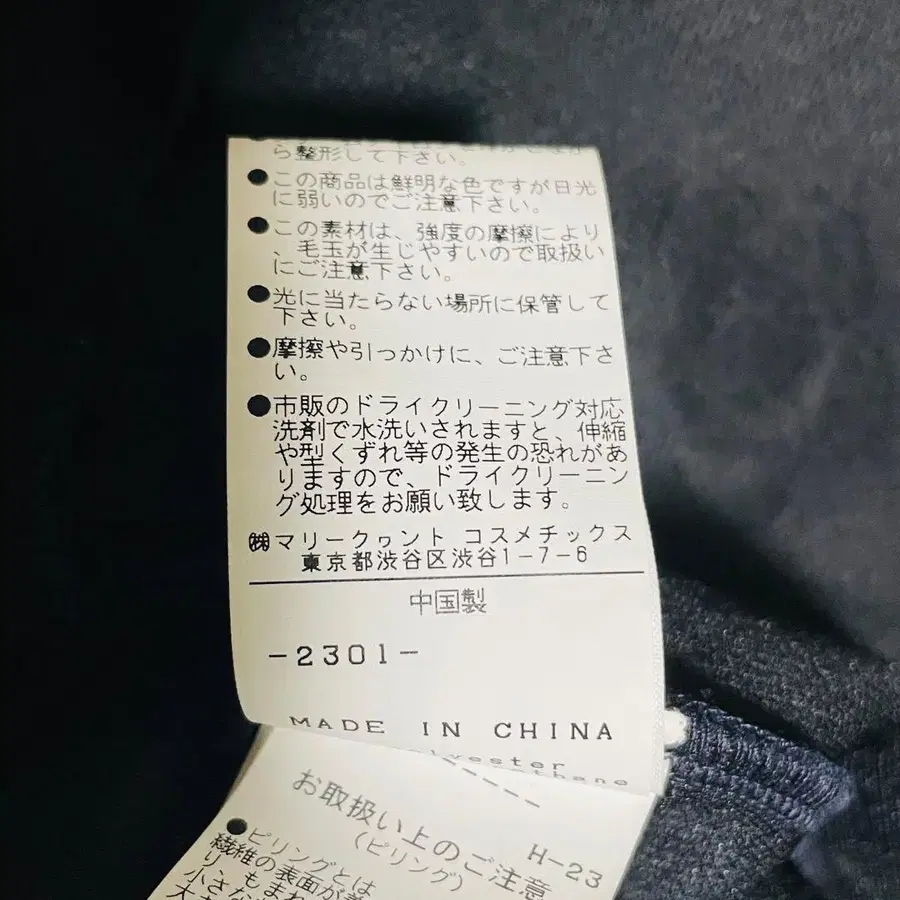 ら整形して下さい。
●この商品は鮮明な色ですが日光
に弱いのでご注意下さい。
●この素材は、強度の摩擦により
、毛玉が生じやすいので取扱い
にご注意下さい。
●光に当たらない場所に保管して
下さい。
●摩擦や引っかけに、ご注意下さ
い。
●市販のドライクリーニング対応
洗剤で水洗いされますと、伸縮
や型くずれ等の発生の恐れがあ
りますので、ドライクリーニン
グ処理をお願い致します。
㈱マリークヮント コスメチックス
東京都渋谷区渋谷1-7-6
中国製
-2301-
MADE IN CHINA
H-23
お取扱い上のご注意
(ピリング)
●ピリングとは
繊維の表面が
り
小さな